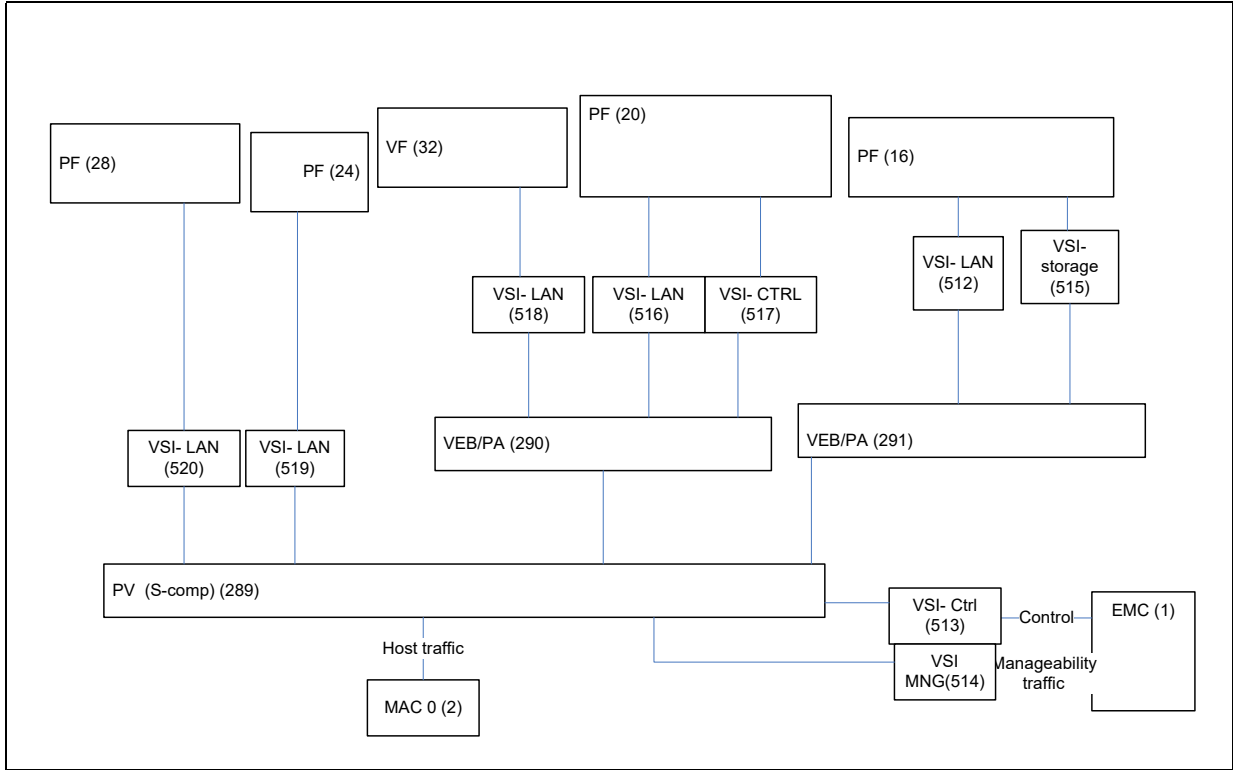 PF (28)
PF (24)
VF (32)
PF (20)
PF (16)
VSI- LAN
(518)
VSI- LAN
(516)
VSI- CTRL
(517)
VSI- LAN
(512)
VSI-
storage
(515)
VSI- LAN
(520)
VSI- LAN
(519)
VEB/PA (290)
VEB/PA (291)
PV (S-comp) (289)
Host traffic
MAC 0 (2)
VSI- Ctrl
(513)
Control
EMC (1)
VSI
MNG(514)
Manageability
traffic